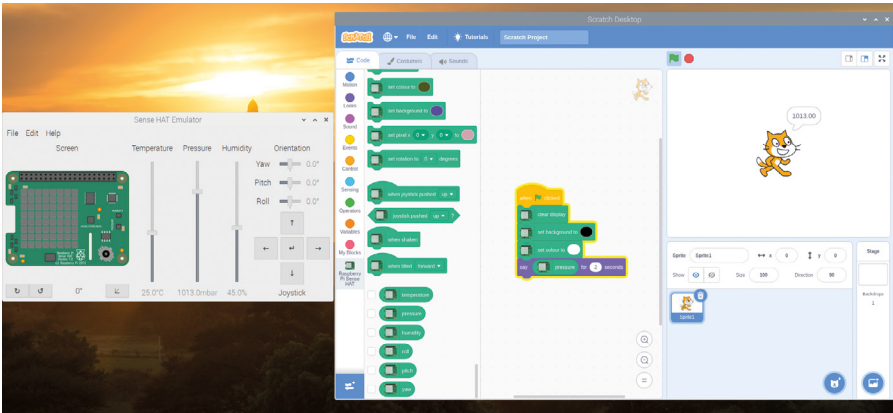 Scratch Desktop
SCRATCH File Edit Tutorials Scratch Project
Code Costumes Sounds
Motion
Looks
Sound
Events
Control
Sensing
Operators
Variables
My Blocks
Raspberry
Pi Sense
HAT
set colour to
set background to
set pixel x 0 y 0 to
set rotation to 0 degrees
when joystick pushed up
joystick pushed up ?
when shaken
when tilted forward
temperature
pressure
humidity
roll
pitch
yaw
when clicked
clear display
set background to
set colour to
say pressure for 2 seconds
1013.00
Sprite Sprite1 x 0 y 0
Show Size 100 Direction 90
Sprite1
Stage
Backdrops
1
Sense HAT Emulator
File Edit Help
Screen Temperature Pressure Humidity Orientation
Yaw 0.0°
Pitch 0.0°
Roll 0.0°
0° 25.0°C 1013.0mbar 45.0% Joystick